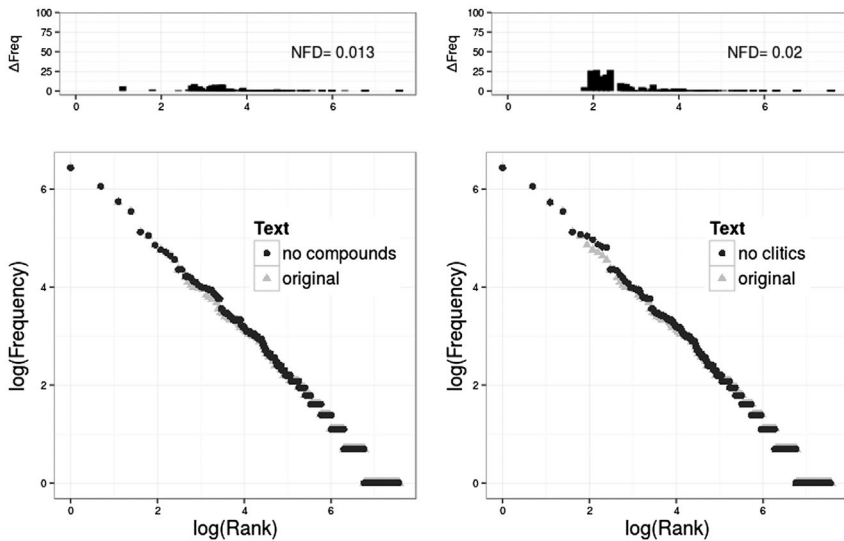 100
75
50
25
0
ΔFreq
NFD= 0.013
0 2 4 6
100
75
50
25
0
ΔFreq
NFD= 0.02
0 2 4 6
6
4
2
0
log(Frequency)
Text
no compounds
original
0 2 4 6
log(Rank)
6
4
2
0
log(Frequency)
Text
no clitics
original
0 2 4 6
log(Rank)